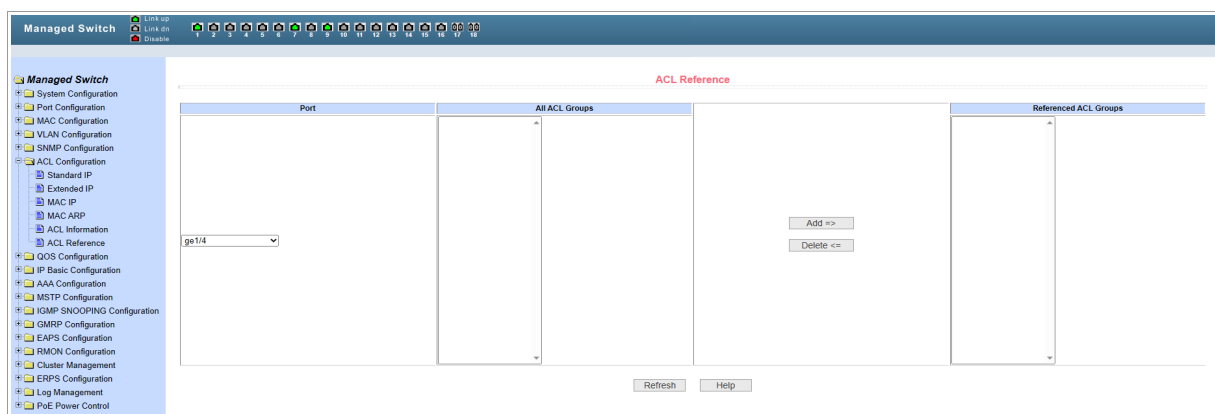 Managed Switch
Link up
Link dn
Disable
1 2 3 4 5 6 7 8 9 10 11 12 13 14 15 16 17 18
Managed Switch
System Configuration
Port Configuration
MAC Configuration
VLAN Configuration
SNMP Configuration
ACL Configuration
Standard IP
Extended IP
MAC IP
MAC ARP
ACL Information
ACL Reference
QOS Configuration
IP Basic Configuration
AAA Configuration
MSTP Configuration
IGMP SNOOPING Configuration
GMRP Configuration
EAPS Configuration
RMON Configuration
Cluster Management
ERPS Configuration
Log Management
PoE Power Control
ACL Reference
Port All ACL Groups Referenced ACL Groups
ge1/4
Add =>
Delete <=
Refresh Help